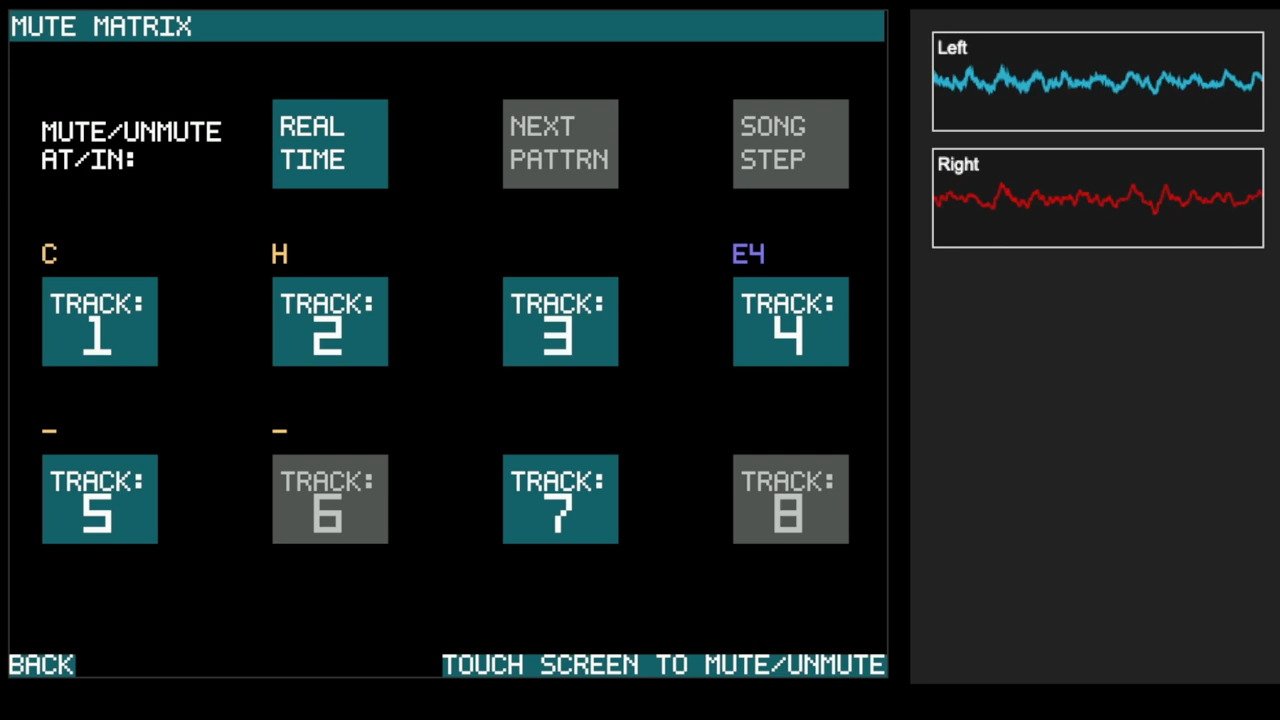 MUTE MATRIX
Left
MUTE/UNMUTE
AT/IN:
REAL
TIME
NEXT
PATTRN
SONG
STEP
Right
C
H
E4
TRACK:
1
TRACK:
2
TRACK:
3
TRACK:
4
–
–
TRACK:
5
TRACK:
6
TRACK:
7
TRACK:
8
BACK
TOUCH SCREEN TO MUTE/UNMUTE